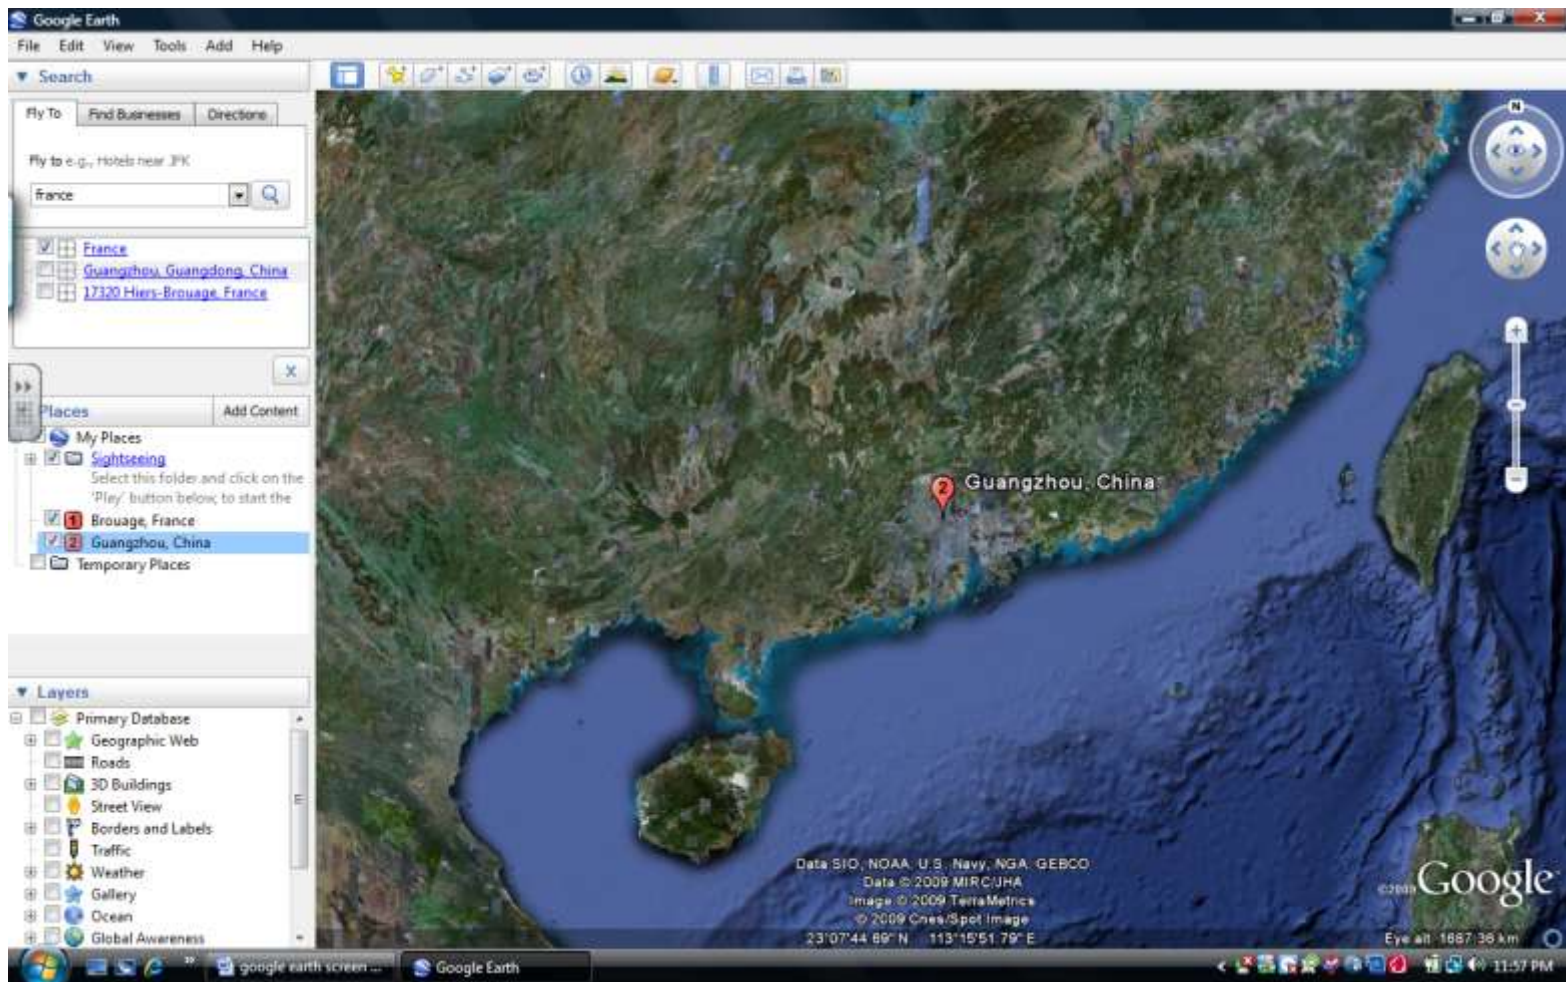 Google Earth
File Edit View Tools Add Help
Search
Fly To Find Businesses Directions
Fly to e.g., Hotels near JFK
france
France
Guangzhou, Guangdong, China
17320 Hiers-Brouage, France
Places Add Content
My Places
Sightseeing
Select this folder and click on the
'Play' button below, to start the
1 Brouage, France
2 Guangzhou, China
Temporary Places
Layers
Primary Database
Geographic Web
Roads
3D Buildings
Street View
Borders and Labels
Traffic
Weather
Gallery
Ocean
Global Awareness
N
2 Guangzhou, China
Data SIO, NOAA, U.S. Navy, NGA, GEBCO
Data © 2009 MIRC/JHA
Image © 2009 TerraMetrics
© 2009 Cnes/Spot Image
23°07'44.69" N 113°15'51.79" E
©2009 Google
Eye alt 1667.36 km
google earth screen ... Google Earth 11:57 PM